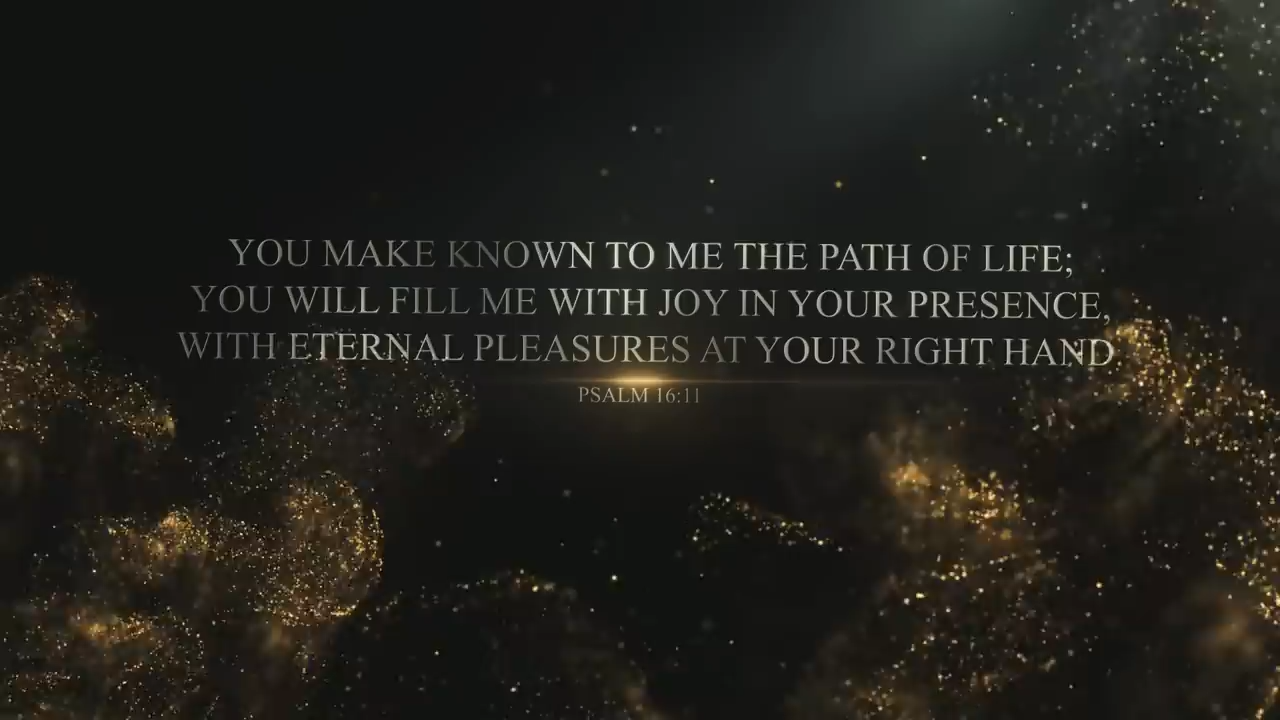 YOU MAKE KNOWN TO ME THE PATH OF LIFE;
YOU WILL FILL ME WITH JOY IN YOUR PRESENCE,
WITH ETERNAL PLEASURES AT YOUR RIGHT HAND
PSALM 16:11